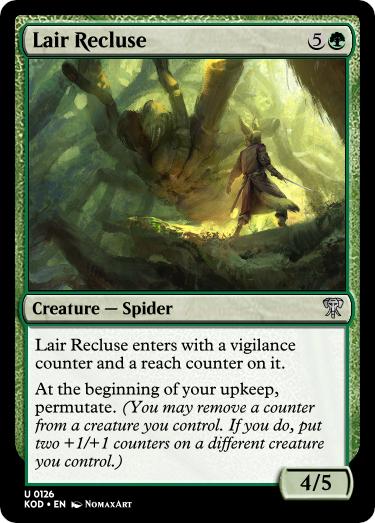 Lair Recluse 5
Creature — Spider
Lair Recluse enters with a vigilance
counter and a reach counter on it.
At the beginning of your upkeep,
permutate. (You may remove a counter
from a creature you control. If you do, put
two +1/+1 counters on a different creature
you control.)
4/5
U 0126
KOD • EN NomaxArt